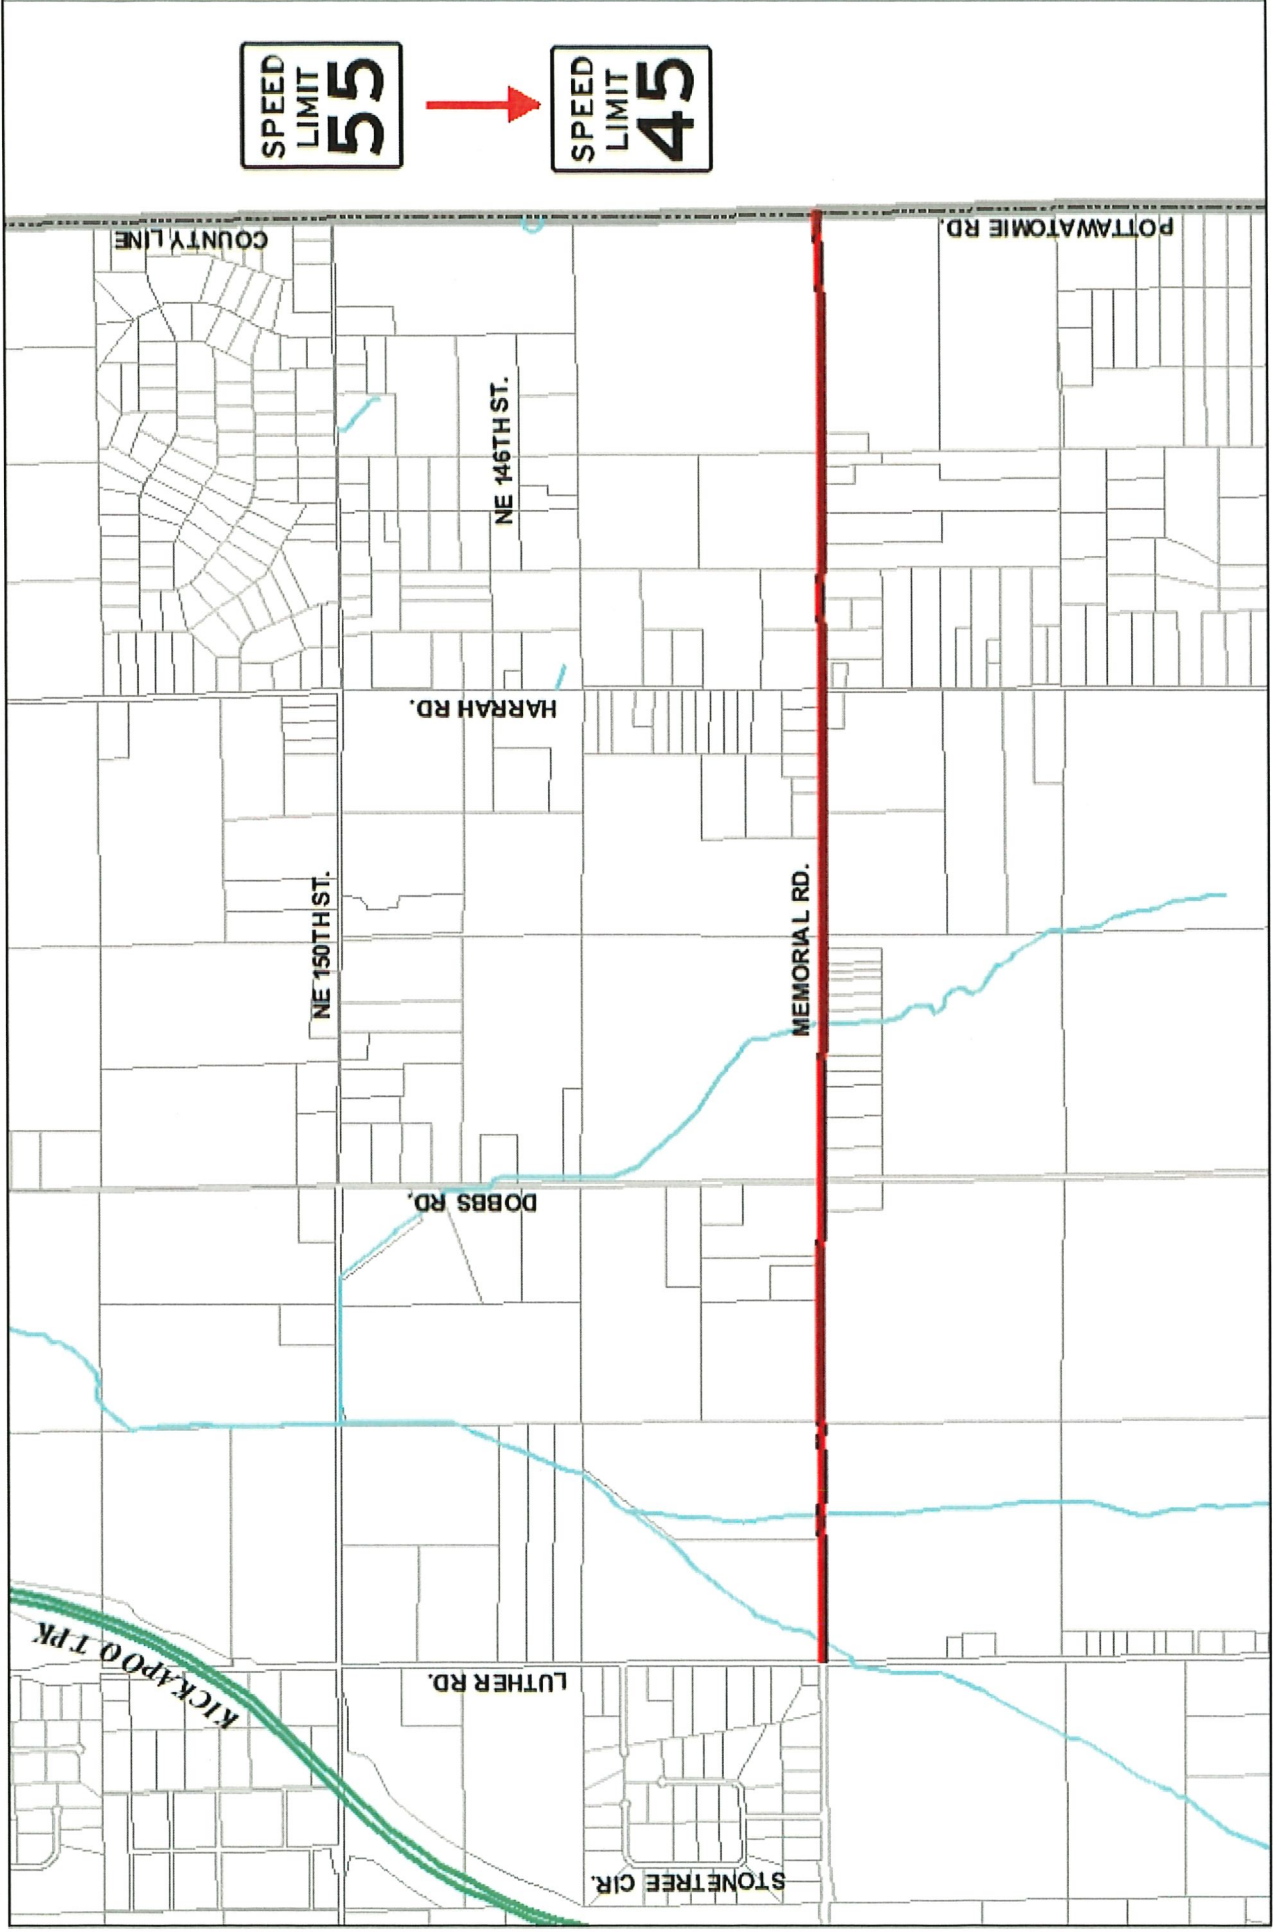 SPEED
LIMIT
55
SPEED
LIMIT
45
COUNTY LINE
POTTAWATOMIE RD.
NE 146TH ST.
HARRAH RD.
NE 150TH ST.
MEMORIAL RD.
DOBBS RD.
KICKAPOO TPK
LUTHER RD.
STONETREE CIR.